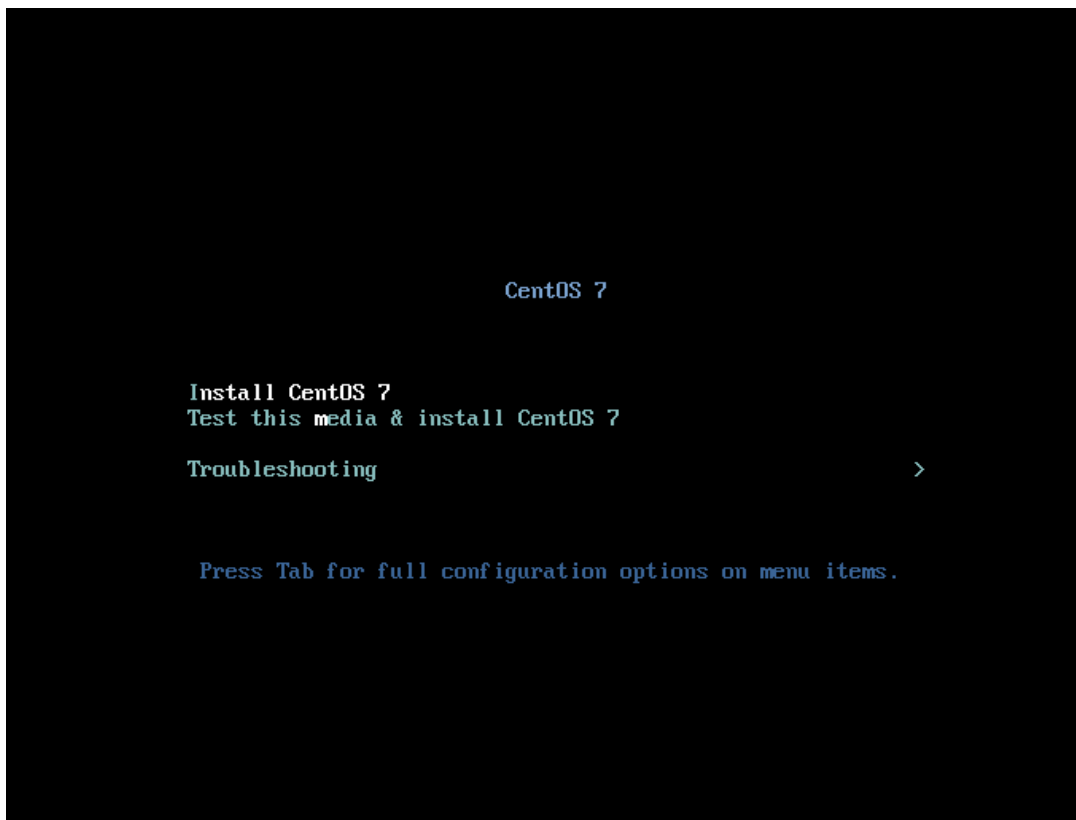 CentOS 7
Install CentOS 7
Test this media & install CentOS 7
Troubleshooting >
Press Tab for full configuration options on menu items.